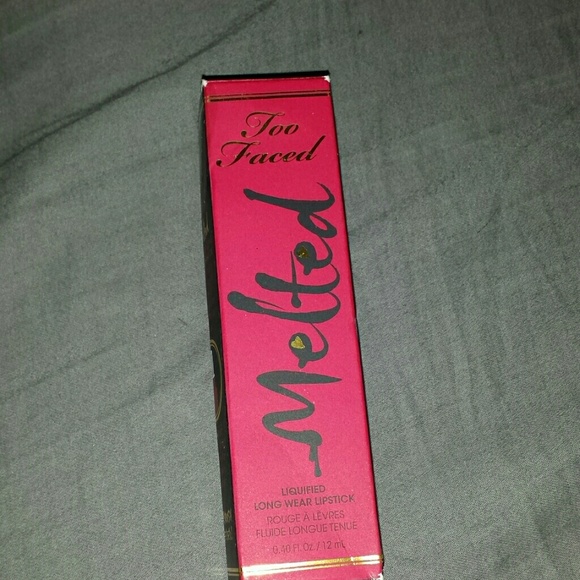 Too
Faced
Melted
LIQUIFIED
LONG WEAR LIPSTICK
ROUGE À LÈVRES
FLUIDE LONGUE TENUE
0.40 Fl. Oz. / 12 mL